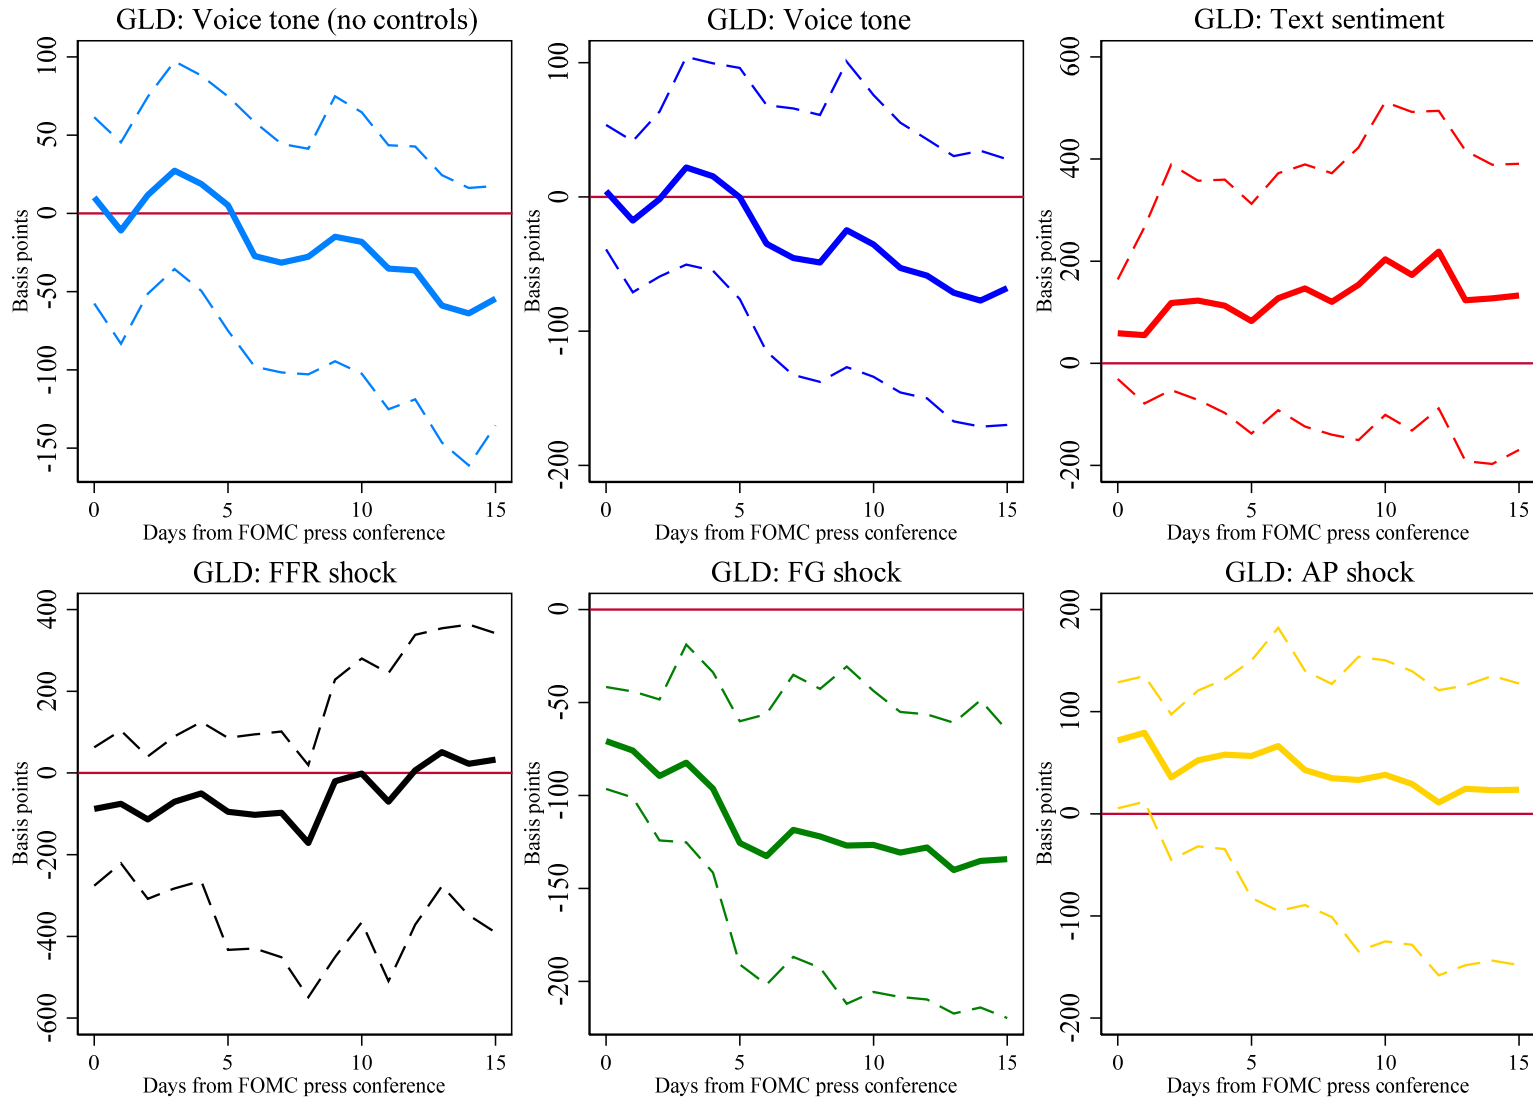 GLD: Voice tone (no controls)
Basis points
100
50
0
-50
-100
-150
0 5 10 15
Days from FOMC press conference
GLD: Voice tone
Basis points
100
0
-100
-200
0 5 10 15
Days from FOMC press conference
GLD: Text sentiment
Basis points
600
400
200
0
-200
0 5 10 15
Days from FOMC press conference
GLD: FFR shock
Basis points
400
200
0
-200
-400
-600
0 5 10 15
Days from FOMC press conference
GLD: FG shock
Basis points
0
-50
-100
-150
-200
0 5 10 15
Days from FOMC press conference
GLD: AP shock
Basis points
200
100
0
-100
-200
0 5 10 15
Days from FOMC press conference